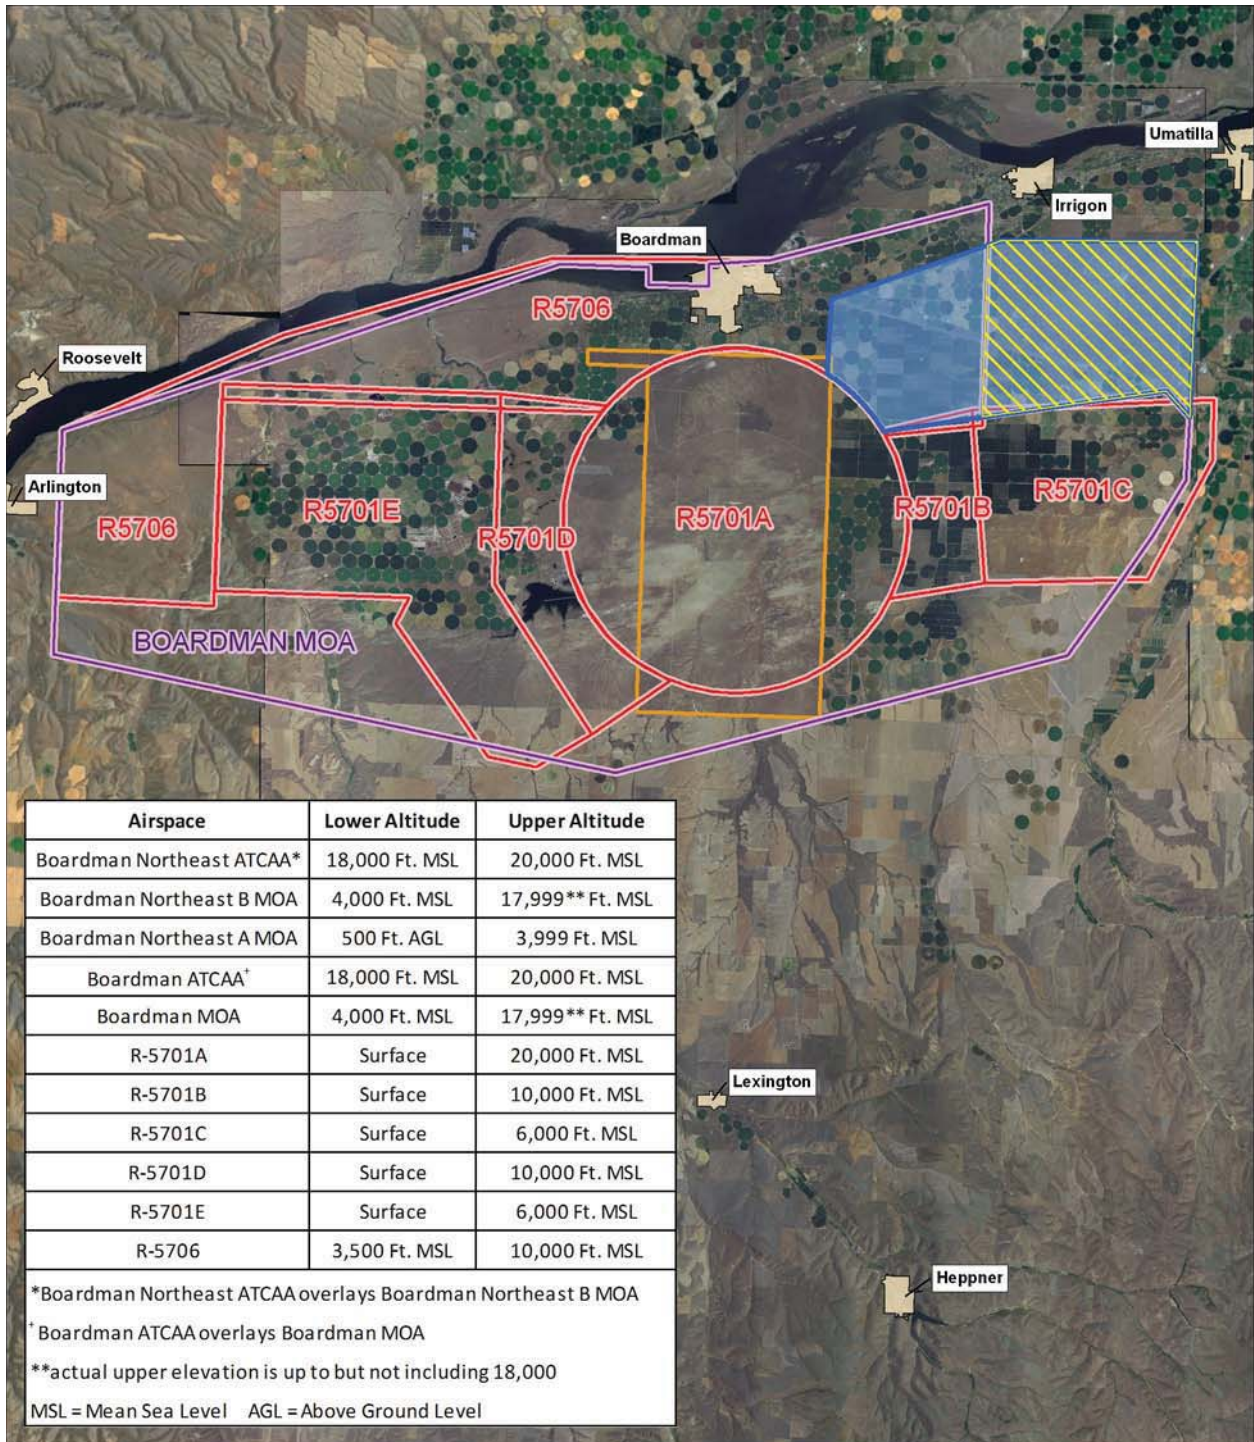 Umatilla
Irrigon
Boardman
R5706
Roosevelt
Arlington
R5706
R5701E
R5701D
R5701A
R5701B
R5701C
BOARDMAN MOA
Airspace Lower Altitude Upper Altitude
Boardman Northeast ATCAA* 18,000 Ft. MSL 20,000 Ft. MSL
Boardman Northeast B MOA 4,000 Ft. MSL 17,999** Ft. MSL
Boardman Northeast A MOA 500 Ft. AGL 3,999 Ft. MSL
Boardman ATCAA⁺ 18,000 Ft. MSL 20,000 Ft. MSL
Boardman MOA 4,000 Ft. MSL 17,999** Ft. MSL
R-5701A Surface 20,000 Ft. MSL
R-5701B Surface 10,000 Ft. MSL
R-5701C Surface 6,000 Ft. MSL
R-5701D Surface 10,000 Ft. MSL
R-5701E Surface 6,000 Ft. MSL
R-5706 3,500 Ft. MSL 10,000 Ft. MSL
*Boardman Northeast ATCAA overlays Boardman Northeast B MOA
⁺Boardman ATCAA overlays Boardman MOA
**actual upper elevation is up to but not including 18,000
MSL = Mean Sea Level AGL = Above Ground Level
Lexington
Heppner